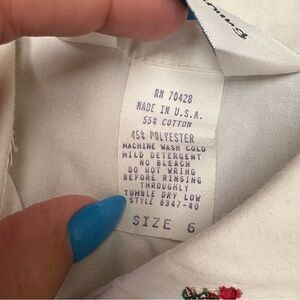 RN 70428
MADE IN U.S.A.
55% COTTON
45% POLYESTER
MACHINE WASH COLD
MILD DETERGENT
NO BLEACH
DO NOT WRING
BEFORE RINSING
THROUGHLY
TUMBLE DRY LOW
STYLE 8347-40
SIZE 6